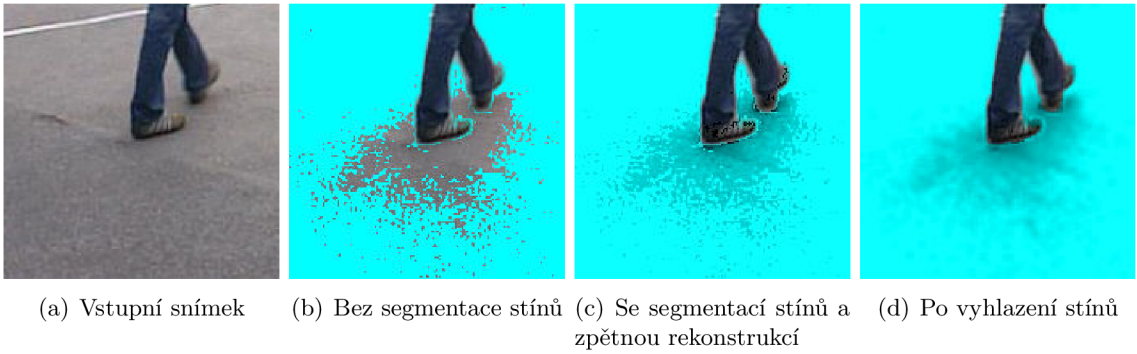 (a) Vstupní snímek
(b) Bez segmentace stínů
(c) Se segmentací stínů a
zpětnou rekonstrukcí
(d) Po vyhlazení stínů